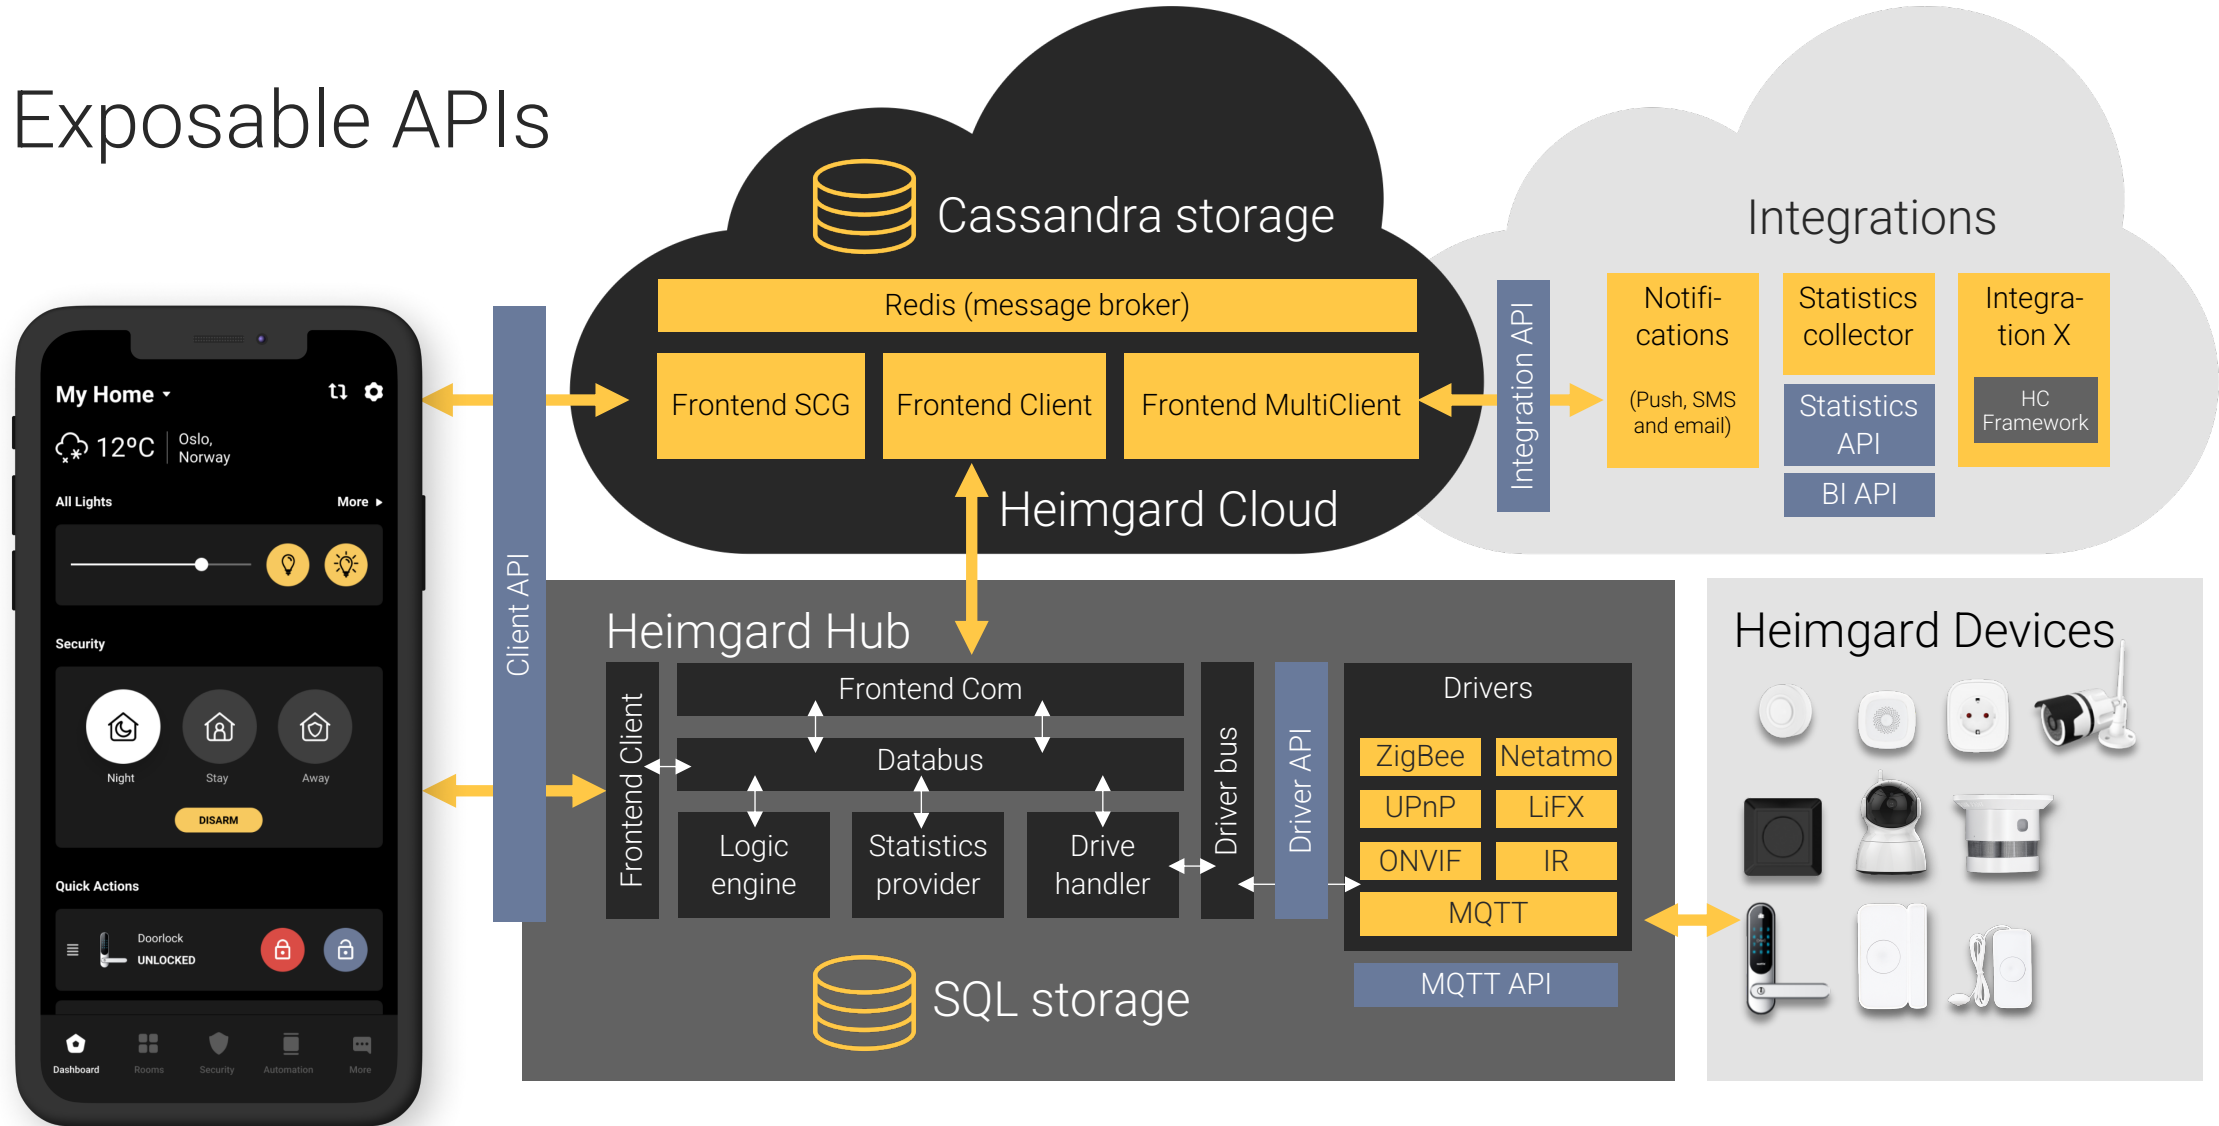 Exposable APIs
Cassandra storage
Redis (message broker)
Frontend SCG
Frontend Client
Frontend MultiClient
Heimgard Cloud
Integrations
Integration API
Notifi-
cations
(Push, SMS
and email)
Statistics
collector
Statistics
API
BI API
Integra-
tion X
HC
Framework
My Home
12ºC
Oslo,
Norway
All Lights
More
Security
Night
Stay
Away
DISARM
Quick Actions
Doorlock
UNLOCKED
Dashboard
Rooms
Security
Automation
More
Client API
Heimgard Hub
Frontend Client
Frontend Com
Databus
Logic
engine
Statistics
provider
Drive
handler
Driver bus
Driver API
Drivers
ZigBee
Netatmo
UPnP
LiFX
ONVIF
IR
MQTT
MQTT API
SQL storage
Heimgard Devices